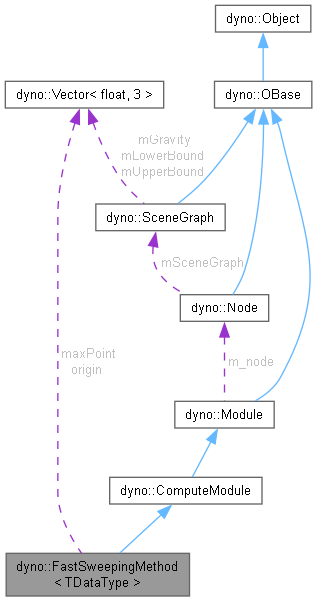 dyno::Object
dyno::Vector< float, 3 >
dyno::OBase
mGravity
mLowerBound
mUpperBound
dyno::SceneGraph
mSceneGraph
dyno::Node
maxPoint
origin
m_node
dyno::Module
dyno::ComputeModule
dyno::FastSweepingMethod
< TDataType >